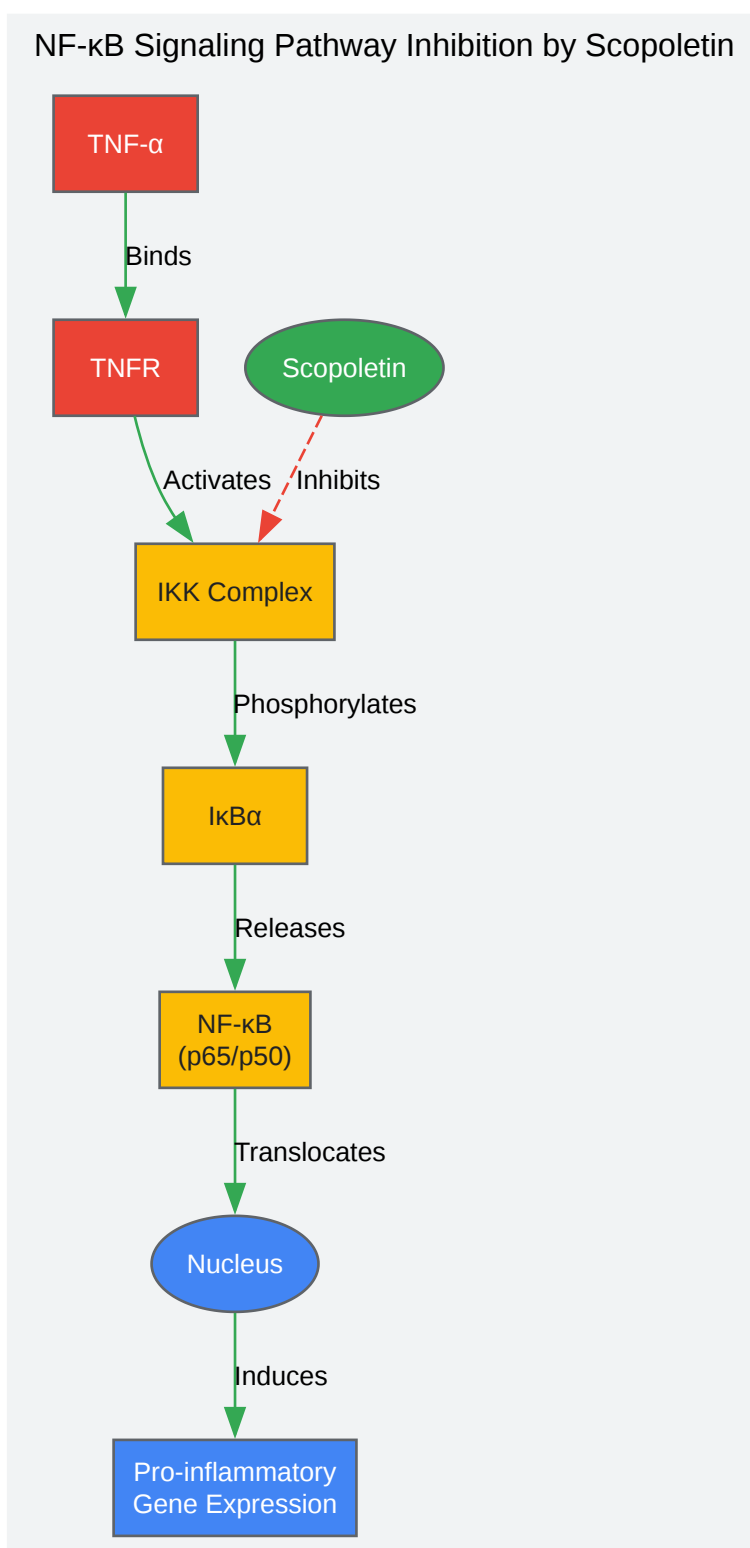 NF-κB Signaling Pathway Inhibition by Scopoletin
TNF-α
Binds
TNFR
Scopoletin
Activates
Inhibits
IKK Complex
Phosphorylates
IκBα
Releases
NF-κB
(p65/p50)
Translocates
Nucleus
Induces
Pro-inflammatory
Gene Expression